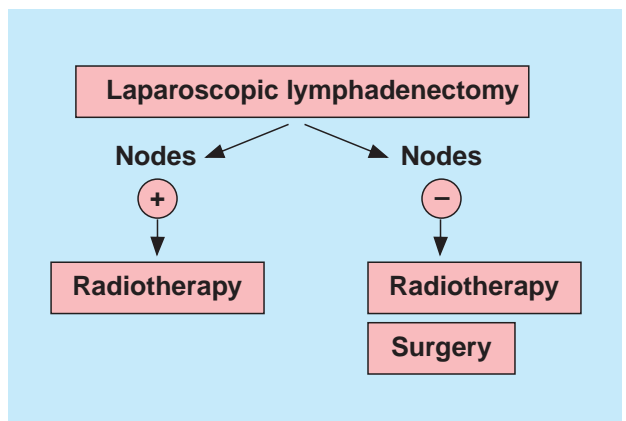 Laparoscopic lymphadenectomy
Nodes Nodes
+ −
Radiotherapy Radiotherapy
Surgery